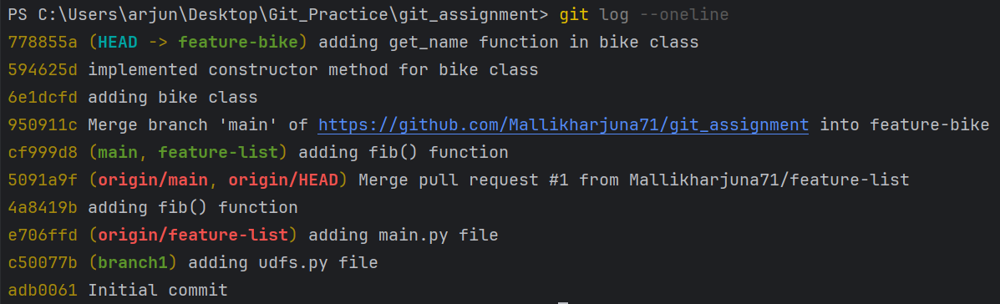 PS C:\Users\arjun\Desktop\Git_Practice\git_assignment> git log --oneline
778855a (HEAD -> feature-bike) adding get_name function in bike class
594625d implemented constructor method for bike class
6e1dcfd adding bike class
950911c Merge branch 'main' of https://github.com/Mallikharjuna71/git_assignment into feature-bike
cf999d8 (main, feature-list) adding fib() function
5091a9f (origin/main, origin/HEAD) Merge pull request #1 from Mallikharjuna71/feature-list
4a8419b adding fib() function
e706ffd (origin/feature-list) adding main.py file
c50077b (branch1) adding udfs.py file
adb0061 Initial commit